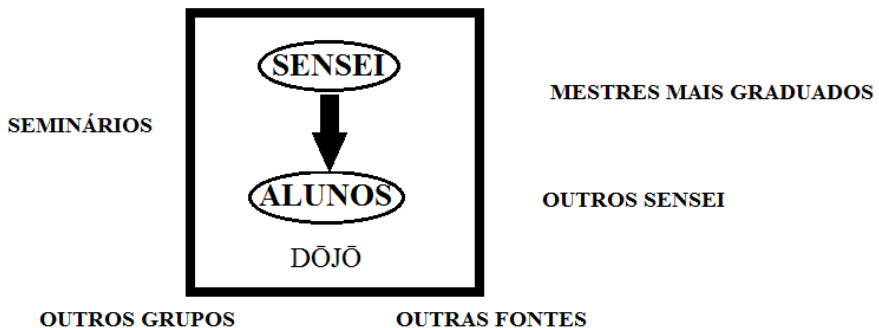 SENSEI
MESTRES MAIS GRADUADOS
SEMINÁRIOS
ALUNOS
OUTROS SENSEI
DŌJŌ
OUTROS GRUPOS
OUTRAS FONTES